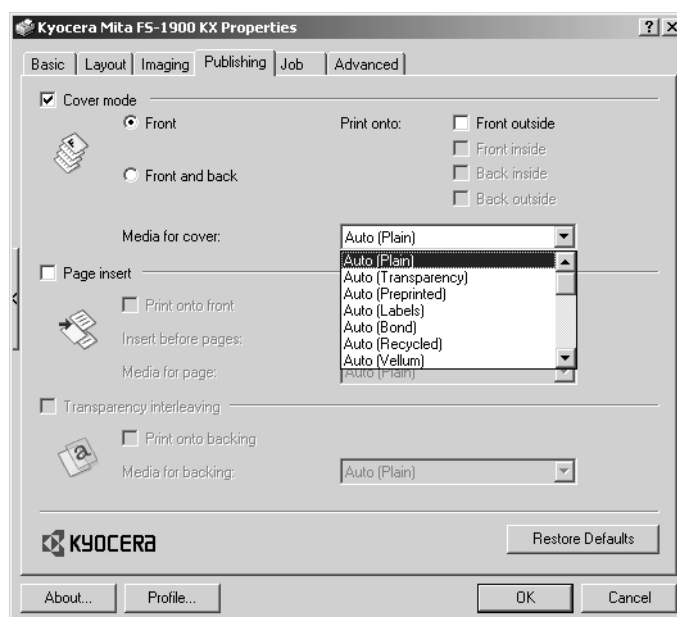 Kyocera Mita FS-1900 KX Properties
Basic Layout Imaging Publishing Job Advanced
Cover mode
Front Print onto: Front outside
Front inside
Front and back Back inside
Back outside
Media for cover: Auto (Plain)
Auto (Plain)
Page insert Auto (Transparency)
Auto (Preprinted)
Print onto front Auto (Labels)
Auto (Bond)
Insert before pages: Auto (Recycled)
Auto (Vellum)
Media for page: Auto (Plain)
Transparency interleaving
Print onto backing
Media for backing: Auto (Plain)
KYOCERA Restore Defaults
About... Profile... OK Cancel